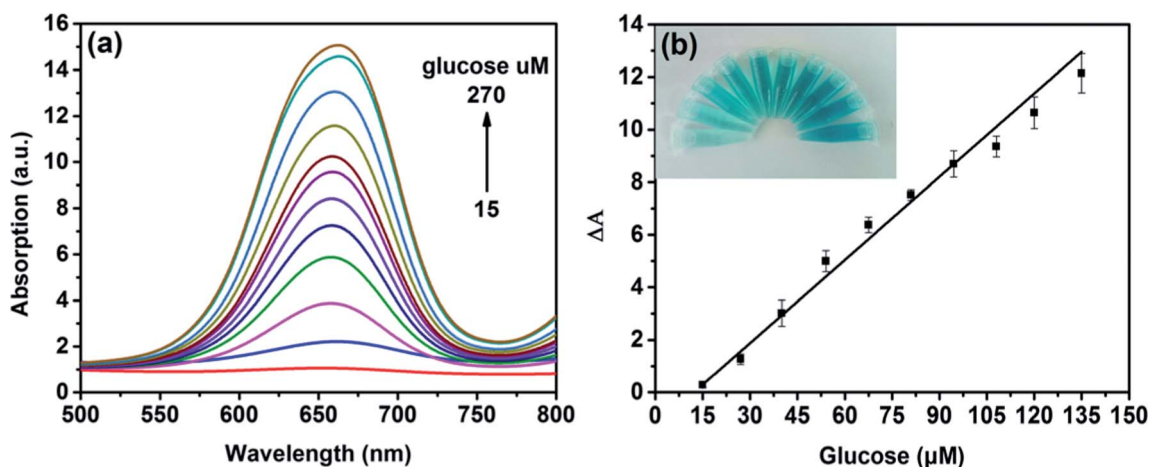 (a)
16
14
12
10
8
6
4
2
0
Absorption (a.u.)
glucose uM
270
15
500 550 600 650 700 750 800
Wavelength (nm)
(b)
14
12
10
8
6
4
2
0
ΔA
0 15 30 45 60 75 90 105 120 135 150
Glucose (μM)